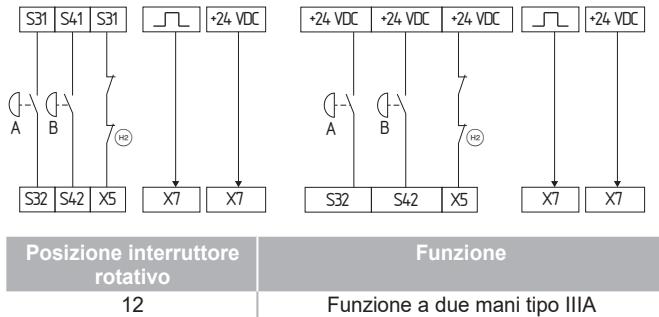 S31 S41 S31 +24 VDC +24 VDC +24 VDC +24 VDC +24 VDC
A B H2 A B H2
S32 S42 X5 X7 X7 S32 S42 X5 X7 X7
Posizione interruttore rotativo Funzione
12 Funzione a due mani tipo IIIA